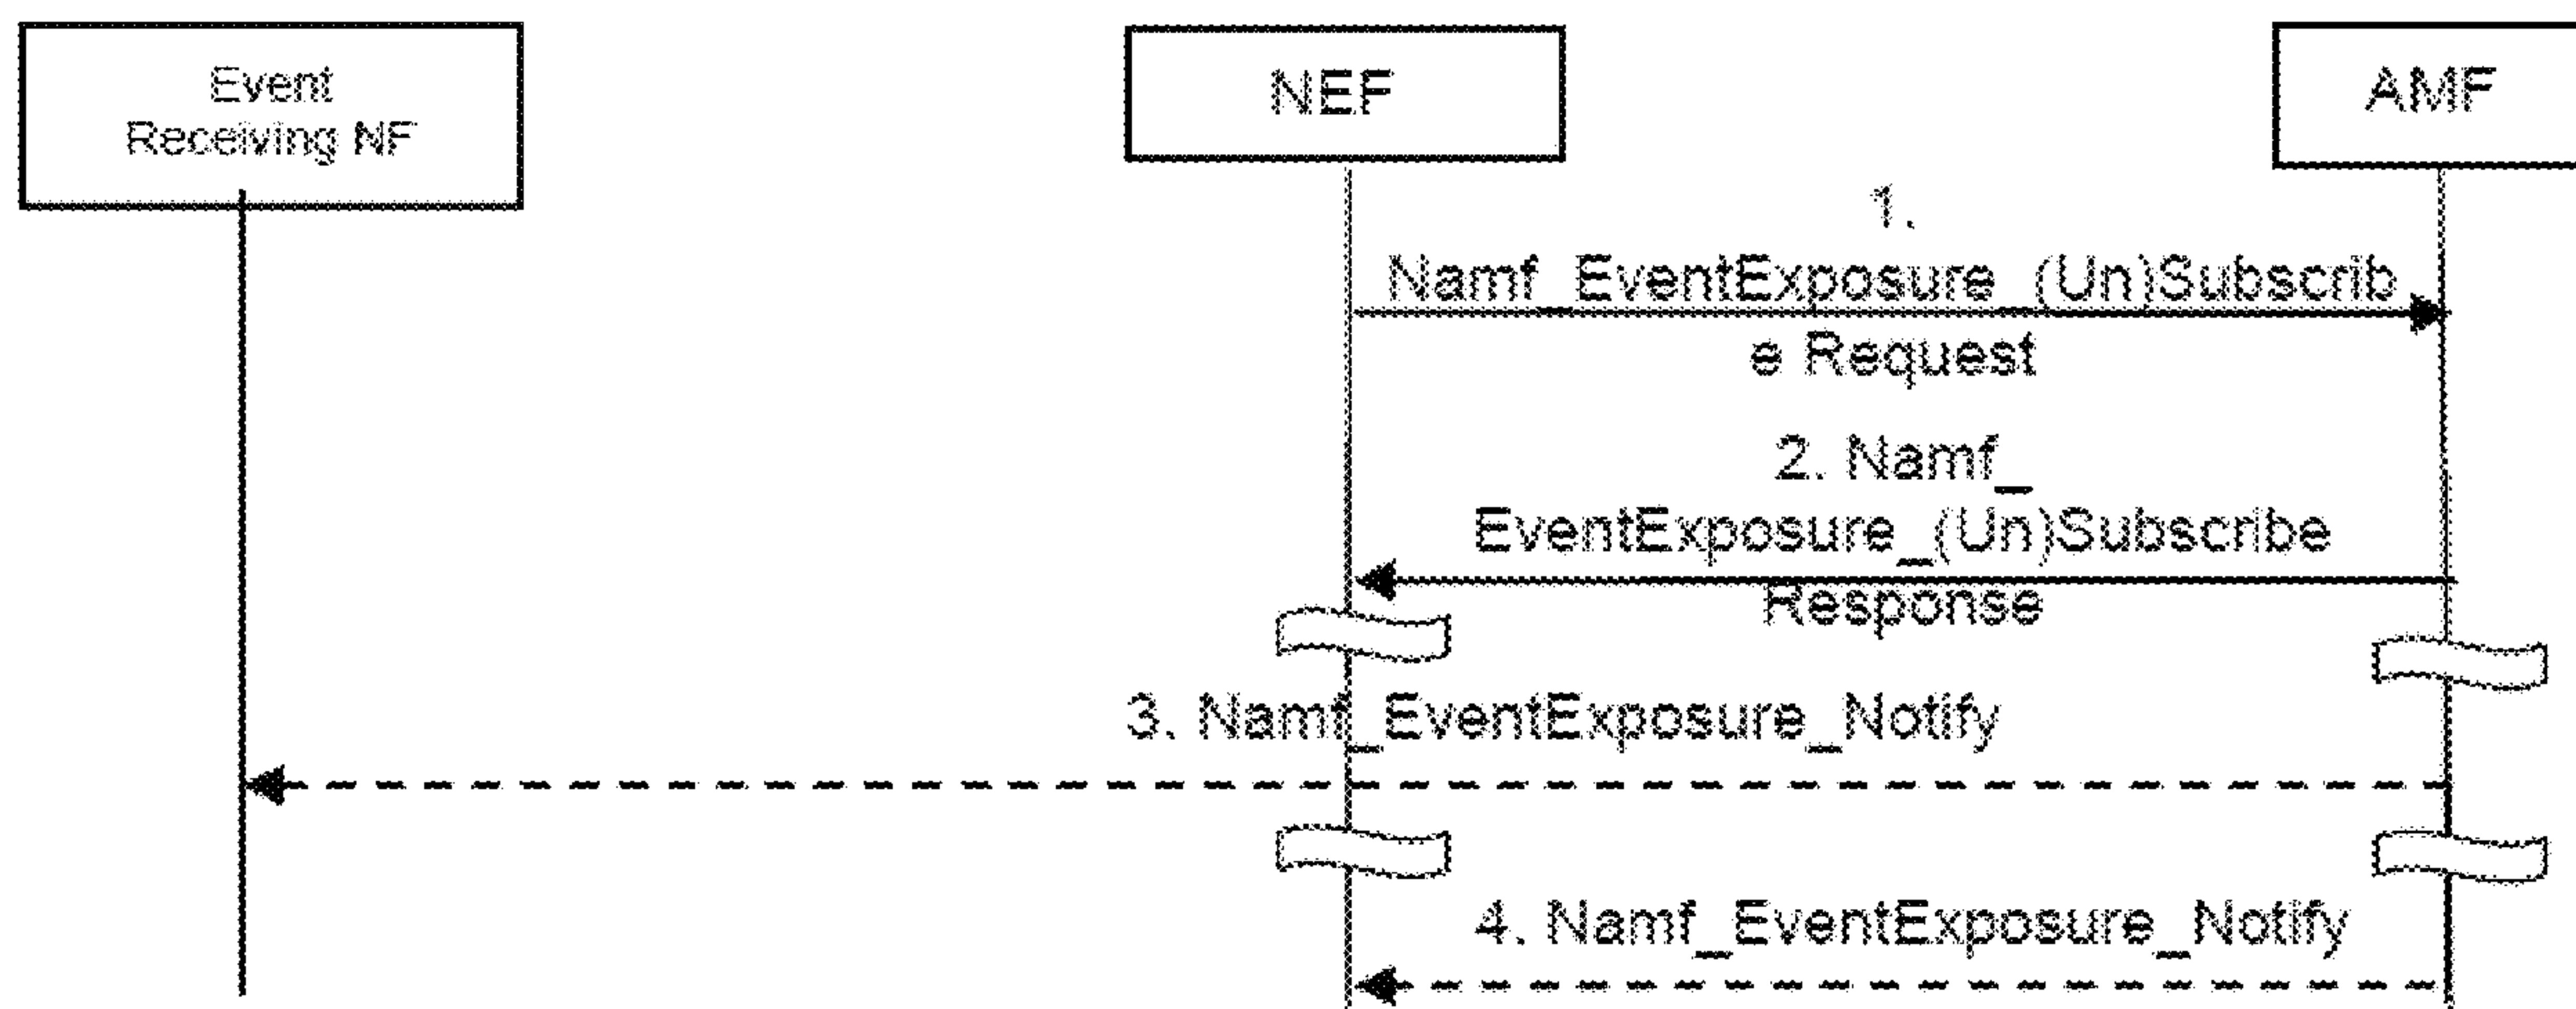 Event
Receiving NF
NEF
AMF
1.
Namf_EventExposure_(Un)Subscrib
e Request
2. Namf_
EventExposure_(Un)Subscribe
Response
3. Namf_EventExposure_Notify
4. Namf_EventExposure_Notify